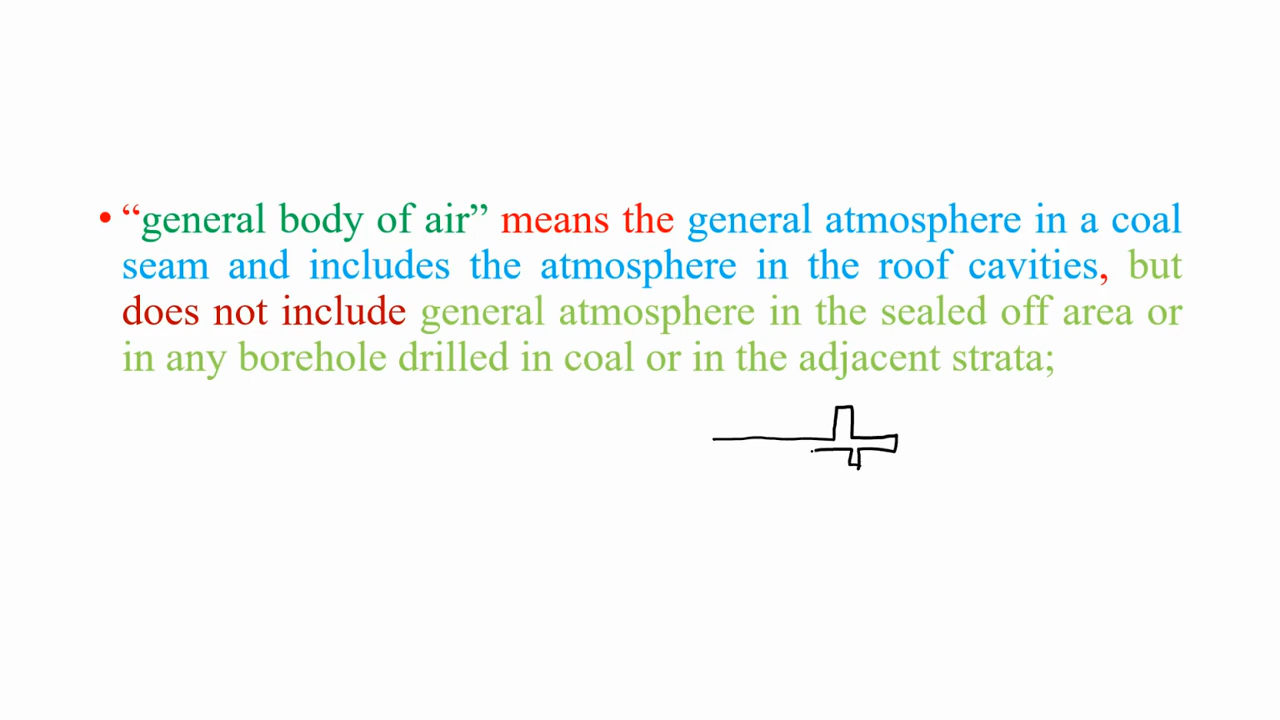 • “general body of air” means the general atmosphere in a coal
seam and includes the atmosphere in the roof cavities, but
does not include general atmosphere in the sealed off area or
in any borehole drilled in coal or in the adjacent strata;